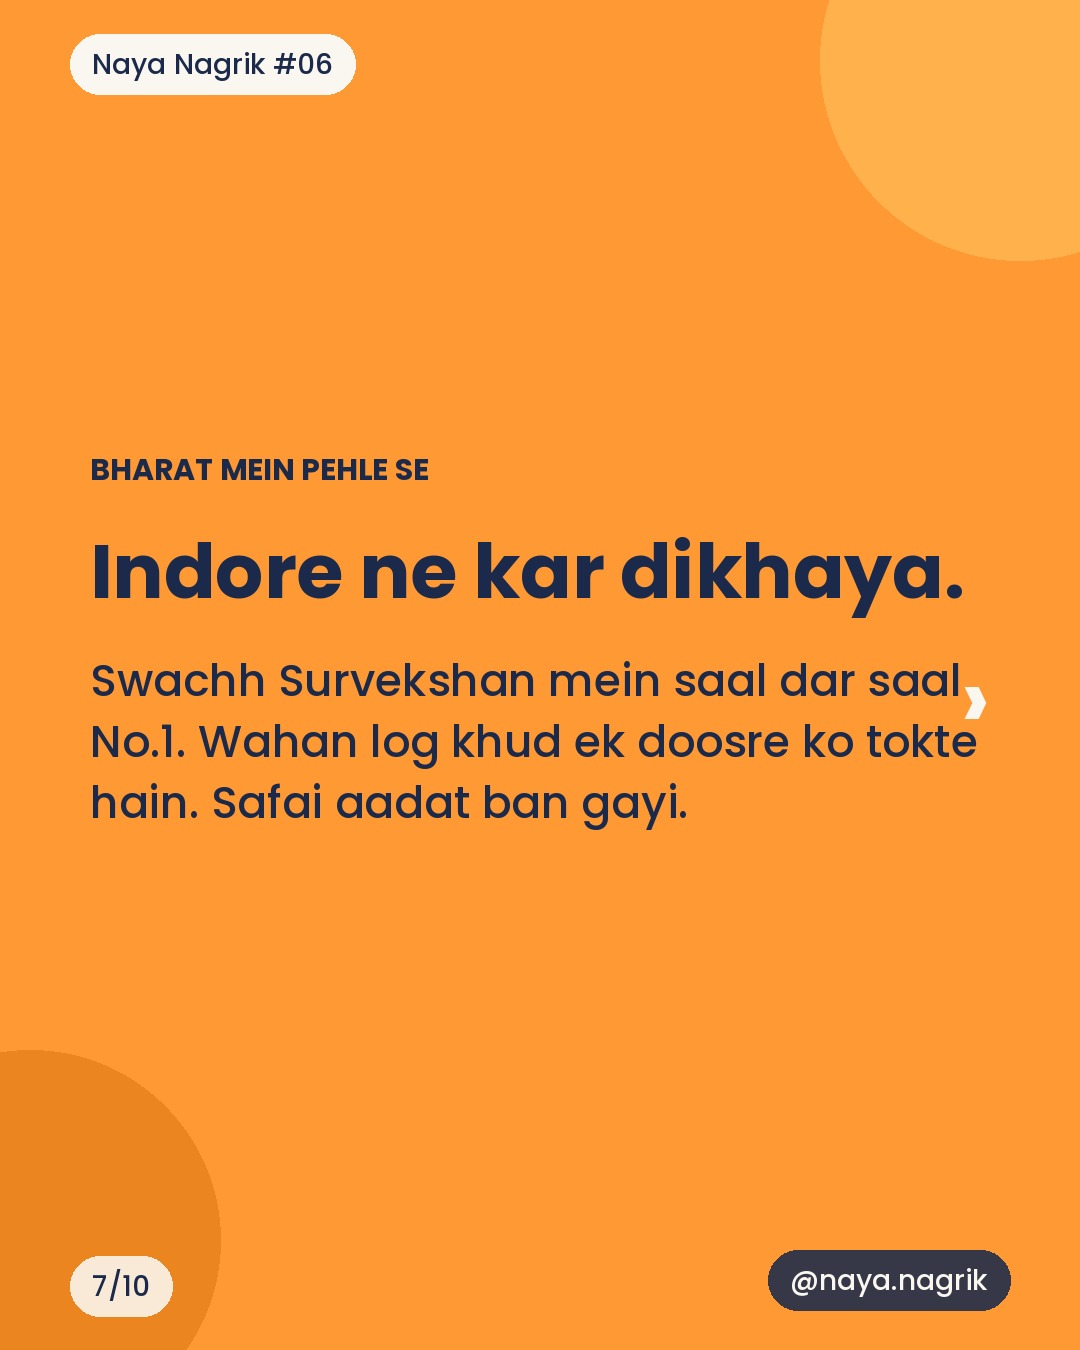 Naya Nagrik #06
BHARAT MEIN PEHLE SE
Indore ne kar dikhaya.
Swachh Survekshan mein saal dar saal
No.1. Wahan log khud ek doosre ko tokte
hain. Safai aadat ban gayi.
7/10
@naya.nagrik